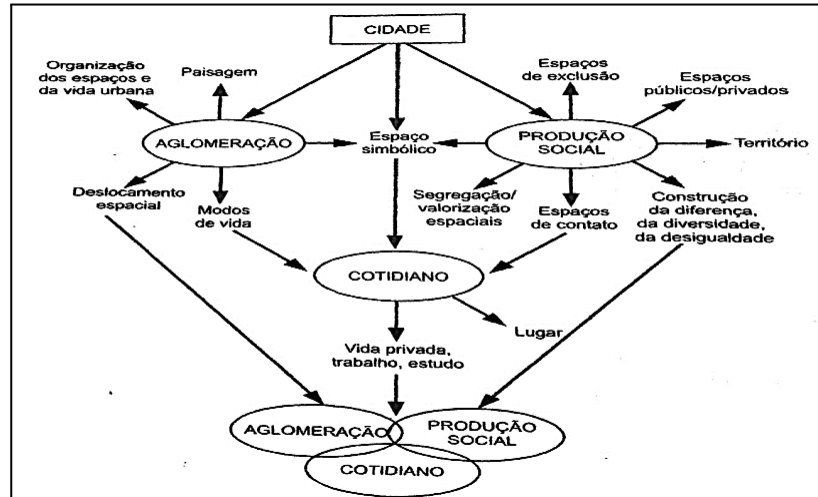 CIDADE
Organização
dos espaços e
da vida urbana
Paisagem
Espaços
de exclusão
Espaços
públicos/privados
AGLOMERAÇÃO
Espaço
simbólico
PRODUÇÃO
SOCIAL
Território
Deslocamento
espacial
Modos
de vida
Segregação/
valorização
espaciais
Espaços
de contato
Construção
da diferença,
da diversidade,
da desigualdade
COTIDIANO
Lugar
Vida privada,
trabalho, estudo
AGLOMERAÇÃO
PRODUÇÃO
SOCIAL
COTIDIANO